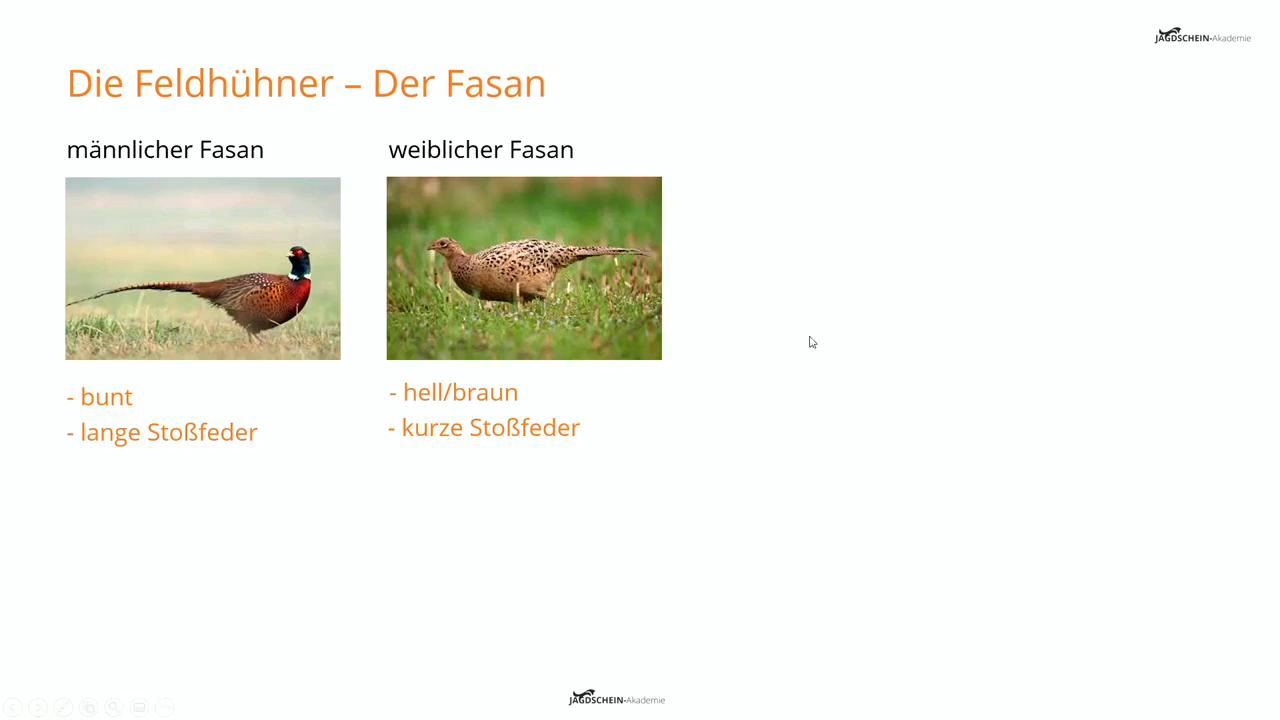 JAGDSCHEIN-Akademie
Die Feldhühner – Der Fasan
männlicher Fasan
weiblicher Fasan
- bunt
- lange Stoßfeder
- hell/braun
- kurze Stoßfeder
JAGDSCHEIN-Akademie